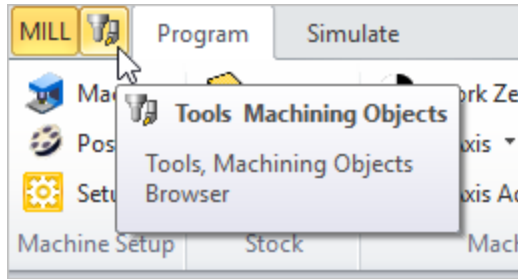 MILL Program Simulate
Tools Machining Objects
Tools, Machining Objects
Browser
Machine Setup Stock